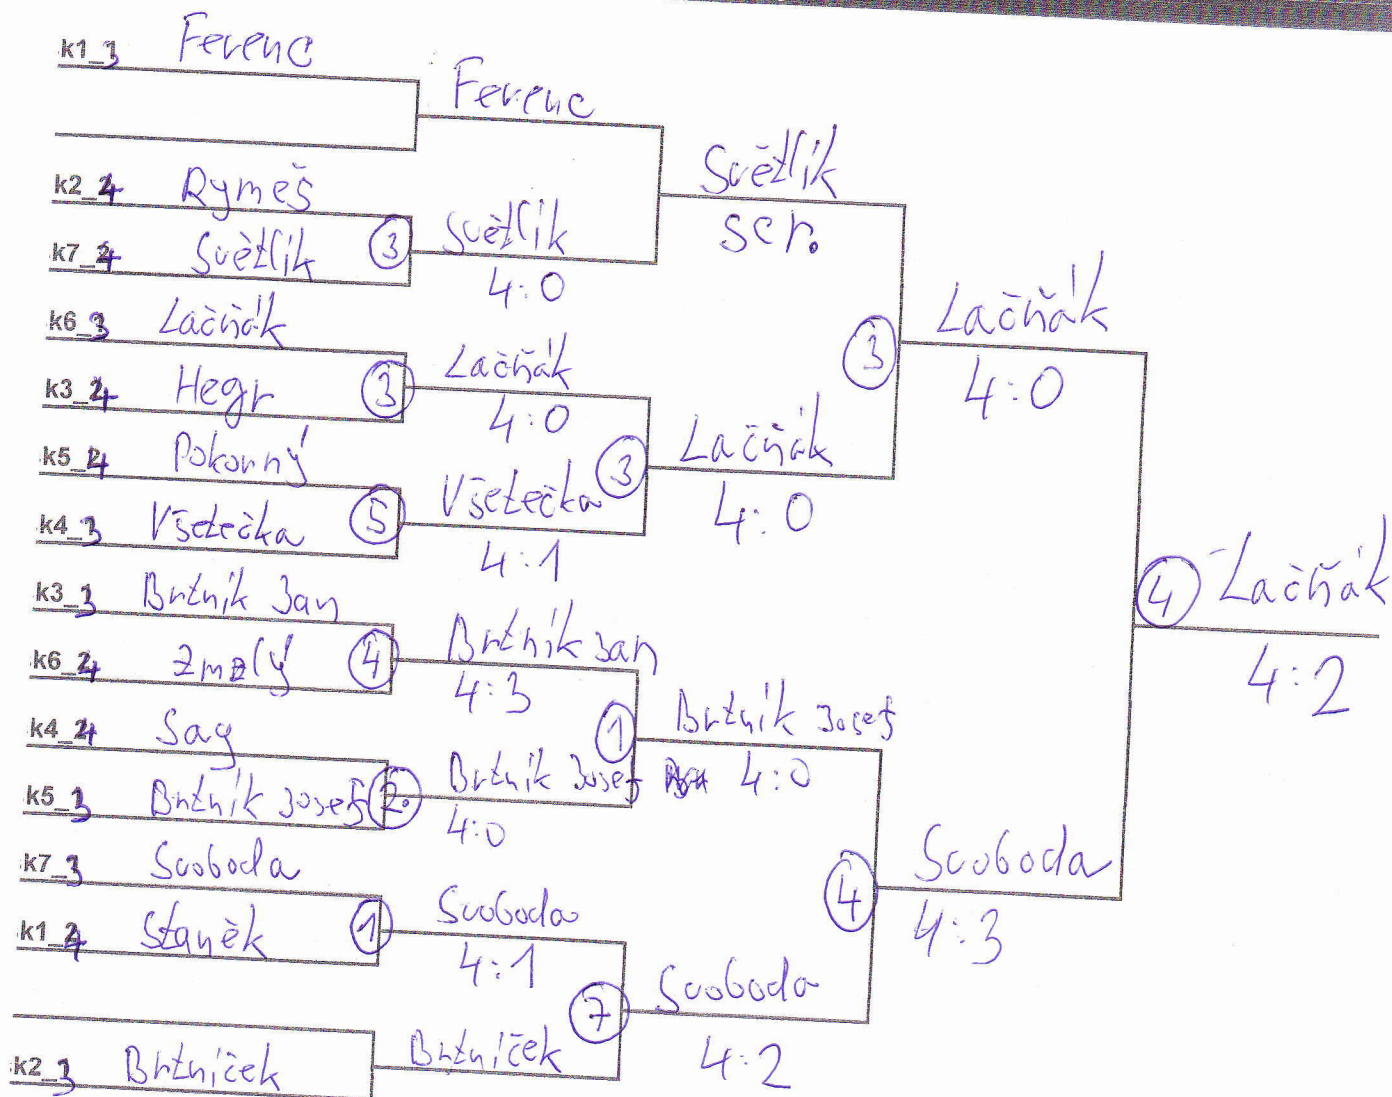 k1_3 Ferenc
Ferenc
k2_4 Rymeš
Světlík
scr.
k7_4 Světlík
3
Světlík
4:0
k6_3 Lačňák
Lačňák
4:0
3
k3_4 Hegr
3
Lačňák
4:0
k5_4 Pokorný
Lačňák
4:0
3
k4_3 Všetečka
5
Všetečka
4:1
Lačňák
4:2
4
k3_3 Brtník Jan
Brtník Jan
4:3
k6_4 Zmzlý
4
k4_4 Sag
1
Brtník Josef
4:0
k5_3 Brtník Josef
2.
Brtník Josef
4:0
k7_3 Svoboda
Svoboda
4:3
4
k1_4 Staněk
1
Svoboda
4:1
7
Svoboda
4:2
k2_3 Brtníček
Brtníček